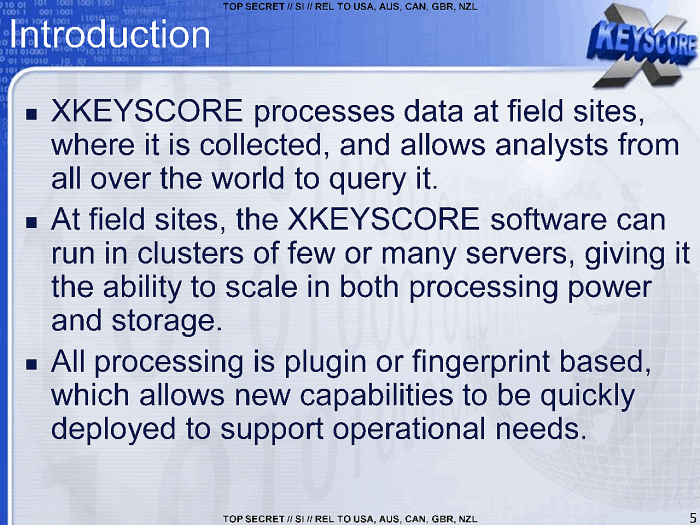 TOP SECRET // SI // REL TO USA, AUS, CAN, GBR, NZL
Introduction
X
KEYSCORE
▪ XKEYSCORE processes data at field sites,
where it is collected, and allows analysts from
all over the world to query it.
▪ At field sites, the XKEYSCORE software can
run in clusters of few or many servers, giving it
the ability to scale in both processing power
and storage.
▪ All processing is plugin or fingerprint based,
which allows new capabilities to be quickly
deployed to support operational needs.
TOP SECRET // SI // REL TO USA, AUS, CAN, GBR, NZL
5